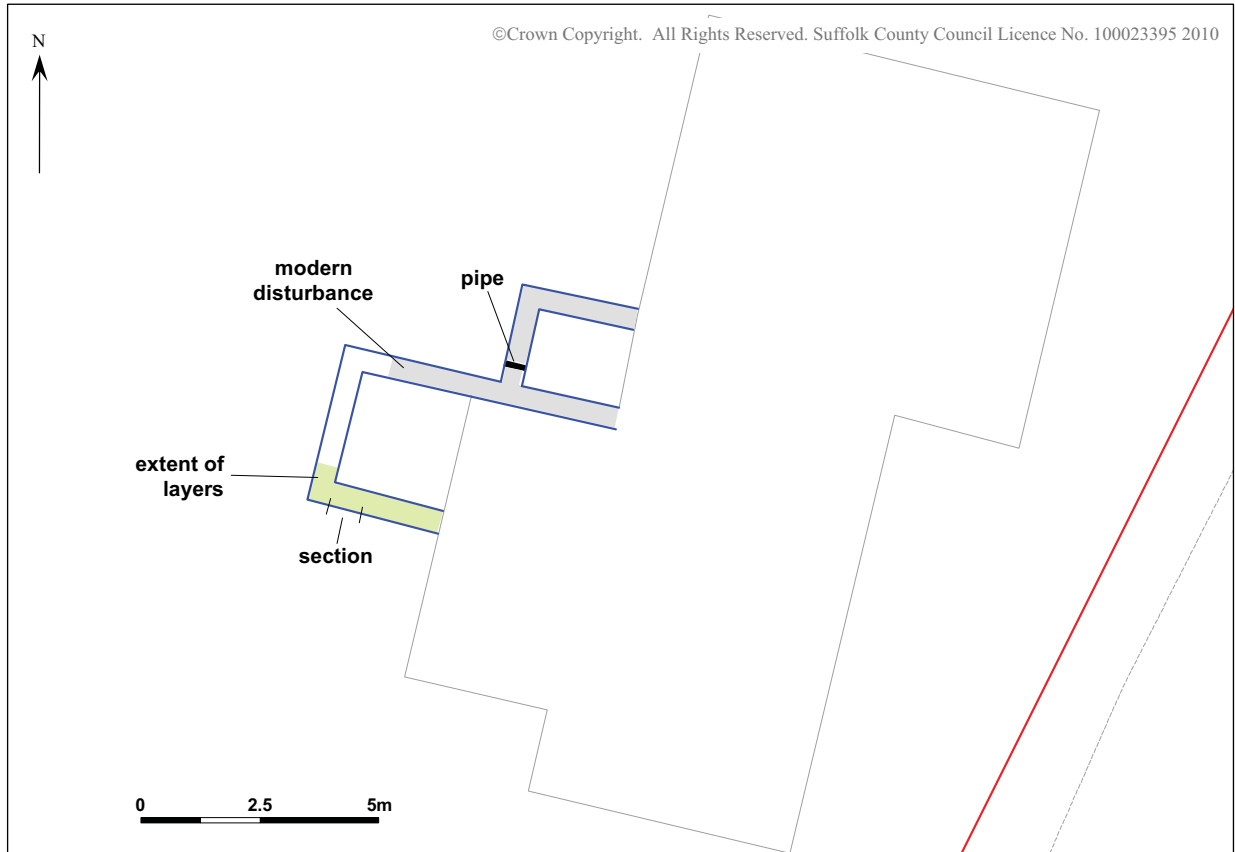 ©Crown Copyright. All Rights Reserved. Suffolk County Council Licence No. 100023395 2010
N
modern
disturbance
pipe
extent of
layers
section
0 2.5 5m